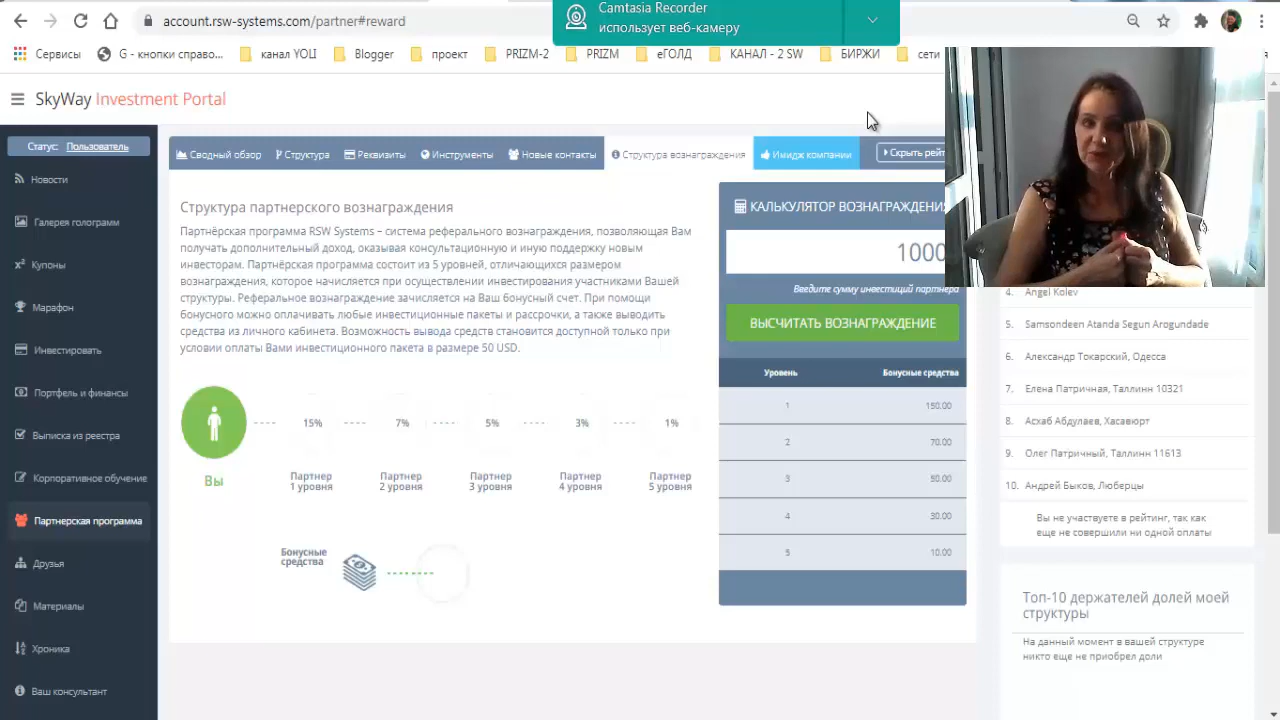 account.rsw-systems.com/partner#reward
Camtasia Recorder
использует веб-камеру
Сервисы
G - кнопки справо...
канал YOLI
Blogger
проект
PRIZM-2
PRIZM
еГОЛД
КАНАЛ - 2 SW
БИРЖИ
сети
SkyWay Investment Portal
Статус: Пользователь
Новости
Галерея голограмм
Купоны
Марафон
Инвестировать
Портфель и финансы
Выписка из реестра
Корпоративное обучение
Партнерская программа
Друзья
Материалы
Хроника
Ваш консультант
Сводный обзор
Структура
Реквизиты
Инструменты
Новые контакты
Структура вознаграждения
Имидж компании
Скрыть рейт
Структура партнерского вознаграждения
Партнёрская программа RSW Systems – система реферального вознаграждения, позволяющая Вам
получать дополнительный доход, оказывая консультационную и иную поддержку новым
инвесторам. Партнёрская программа состоит из 5 уровней, отличающихся размером
вознаграждения, которое начисляется при осуществлении инвестирования участниками Вашей
структуры. Реферальное вознаграждение зачисляется на Ваш бонусный счет. При помощи
бонусного можно оплачивать любые инвестиционные пакеты и рассрочки, а также выводить
средства из личного кабинета. Возможность вывода средств становится доступной только при
условии оплаты Вами инвестиционного пакета в размере 50 USD.
15% 7% 5% 3% 1%
Вы
Партнер
1 уровня
Партнер
2 уровня
Партнер
3 уровня
Партнер
4 уровня
Партнер
5 уровня
Бонусные
средства
КАЛЬКУЛЯТОР ВОЗНАГРАЖДЕНИ
1000
Введите сумму инвестиций партнера
ВЫСЧИТАТЬ ВОЗНАГРАЖДЕНИЕ
Уровень Бонусные средства
1 150.00
2 70.00
3 50.00
4 30.00
5 10.00
4. Angel Kolev
5. Samsondeen Atanda Segun Arogundade
6. Александр Токарский, Одесса
7. Елена Патричная, Таллинн 10321
8. Асхаб Абдулаев, Хасавюрт
9. Олег Патричный, Таллинн 11613
10. Андрей Быков, Люберцы
Вы не участвуете в рейтинг, так как
еще не совершили ни одной оплаты
Топ-10 держателей долей моей
структуры
На данный момент в вашей структуре
никто еще не приобрел доли